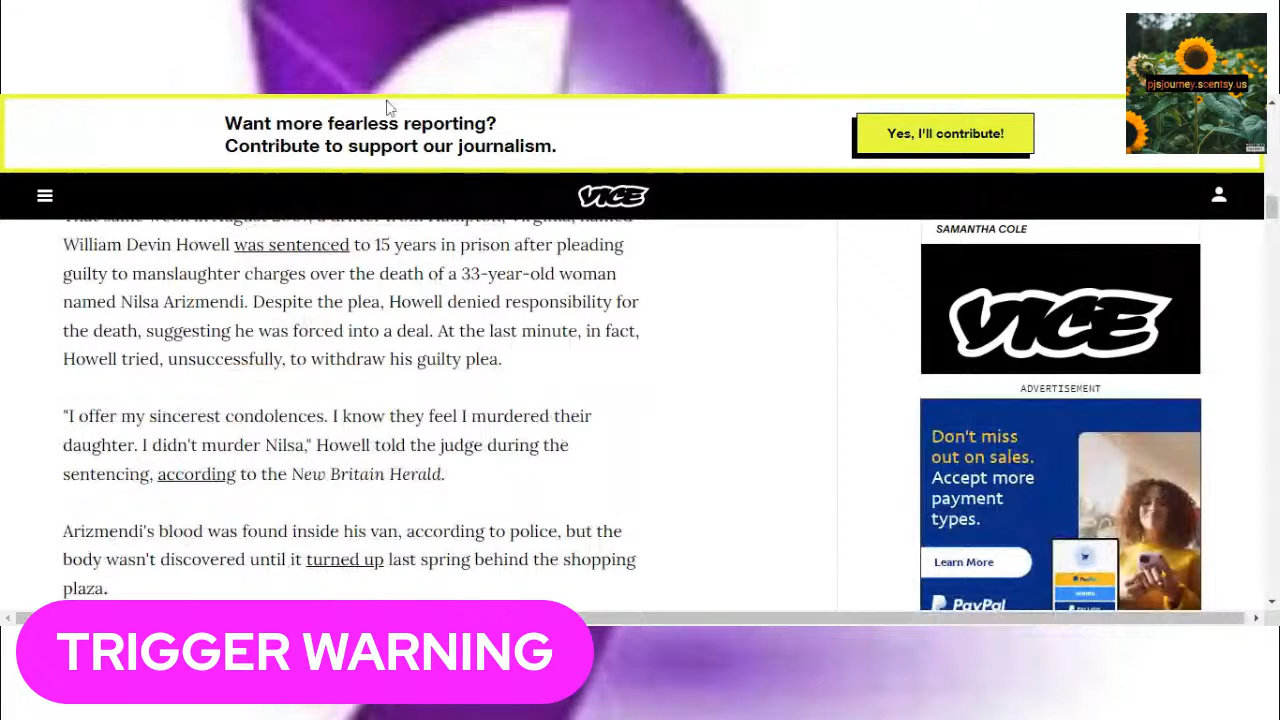 pjsjourney.scentsy.us
Want more fearless reporting?
Contribute to support our journalism.
Yes, I'll contribute!
VICE
William Devin Howell was sentenced to 15 years in prison after pleading
guilty to manslaughter charges over the death of a 33-year-old woman
named Nilsa Arizmendi. Despite the plea, Howell denied responsibility for
the death, suggesting he was forced into a deal. At the last minute, in fact,
Howell tried, unsuccessfully, to withdraw his guilty plea.
"I offer my sincerest condolences. I know they feel I murdered their
daughter. I didn't murder Nilsa," Howell told the judge during the
sentencing, according to the New Britain Herald.
Arizmendi's blood was found inside his van, according to police, but the
body wasn't discovered until it turned up last spring behind the shopping
plaza.
SAMANTHA COLE
VICE
ADVERTISEMENT
Don't miss
out on sales.
Accept more
payment
types.
Learn More
PayPal
TRIGGER WARNING